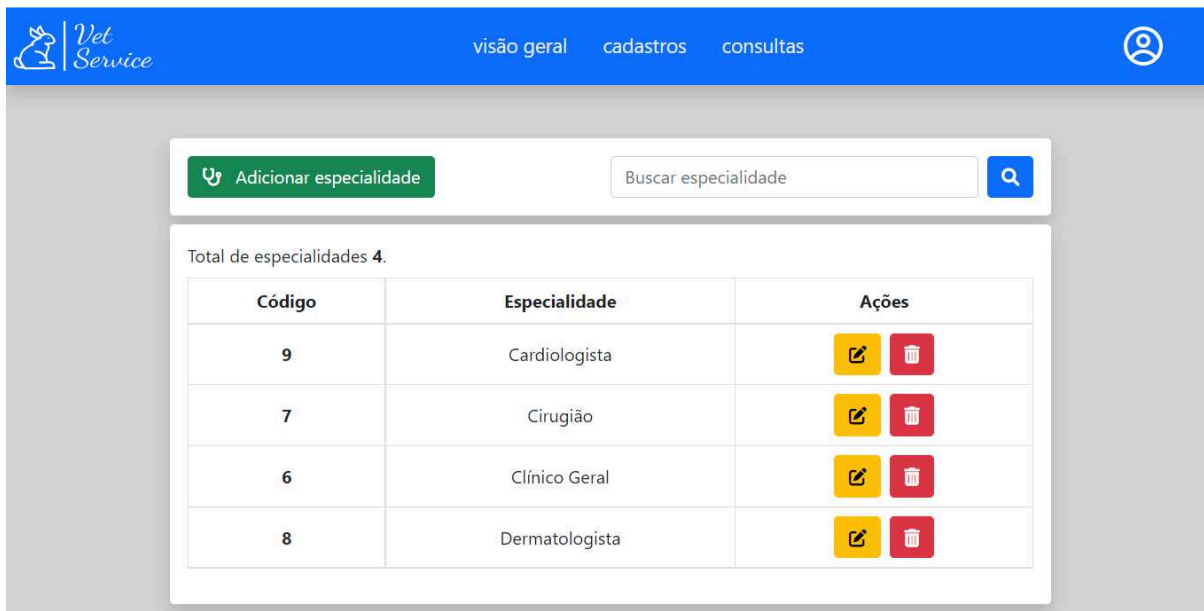 Vet
Service
visão geral cadastros consultas
Adicionar especialidade Buscar especialidade
Total de especialidades 4.
Código Especialidade Ações
9 Cardiologista
7 Cirugião
6 Clínico Geral
8 Dermatologista